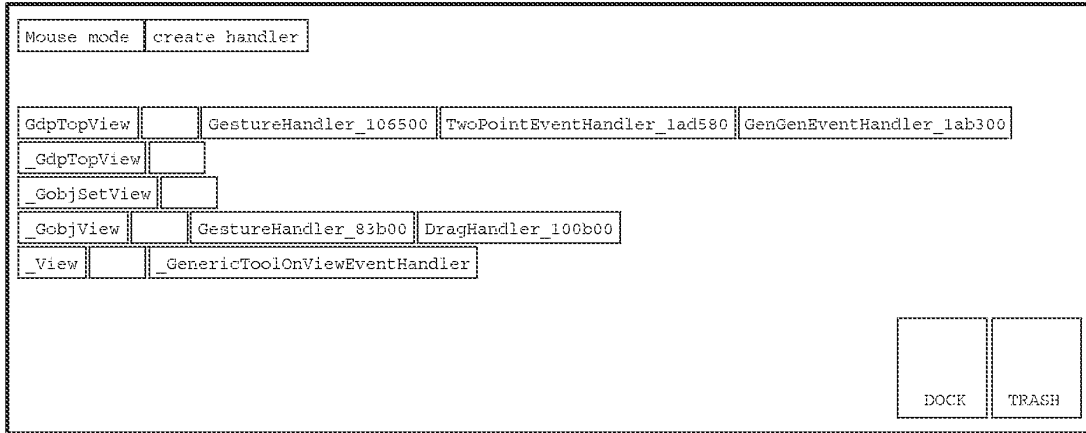 Mouse mode create handler
GdpTopView GestureHandler_106500 TwoPointEventHandler_1ad580 GenGenEventHandler_1ab300
_GdpTopView
_GobjSetView
_GobjView GestureHandler_83b00 DragHandler_100b00
_View _GenericToolOnViewEventHandler
DOCK TRASH